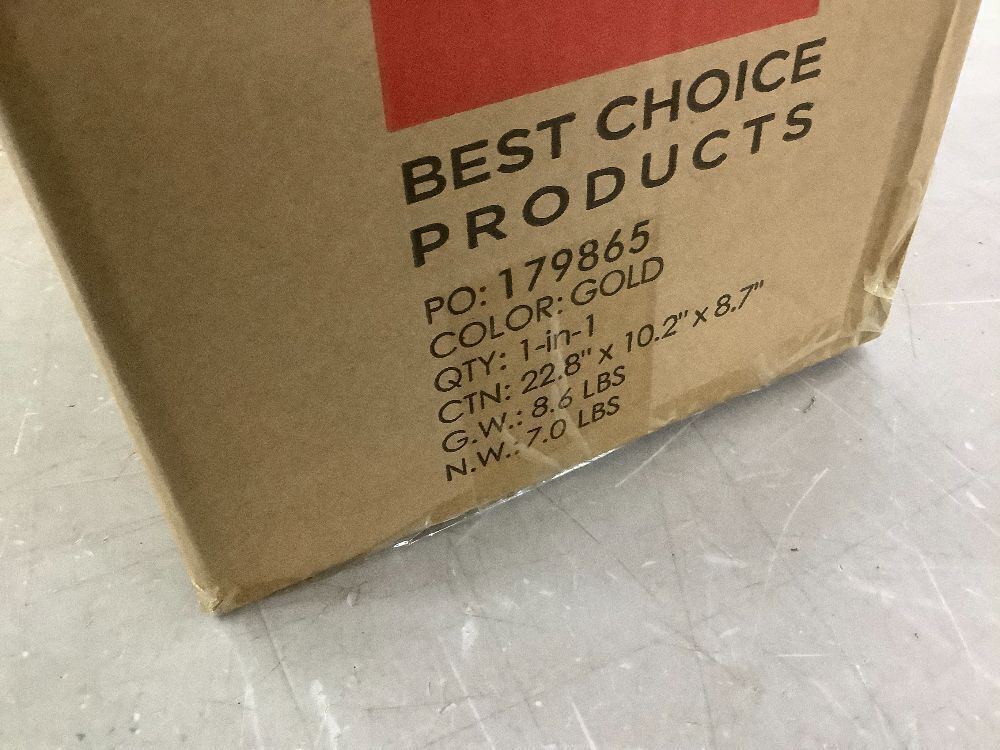 BEST CHOICE
PRODUCTS
PO: 179865
COLOR: GOLD
QTY: 1-in-1
CTN: 22.8" x 10.2" x 8.7"
G.W.: 8.6 LBS
N.W.: 7.0 LBS